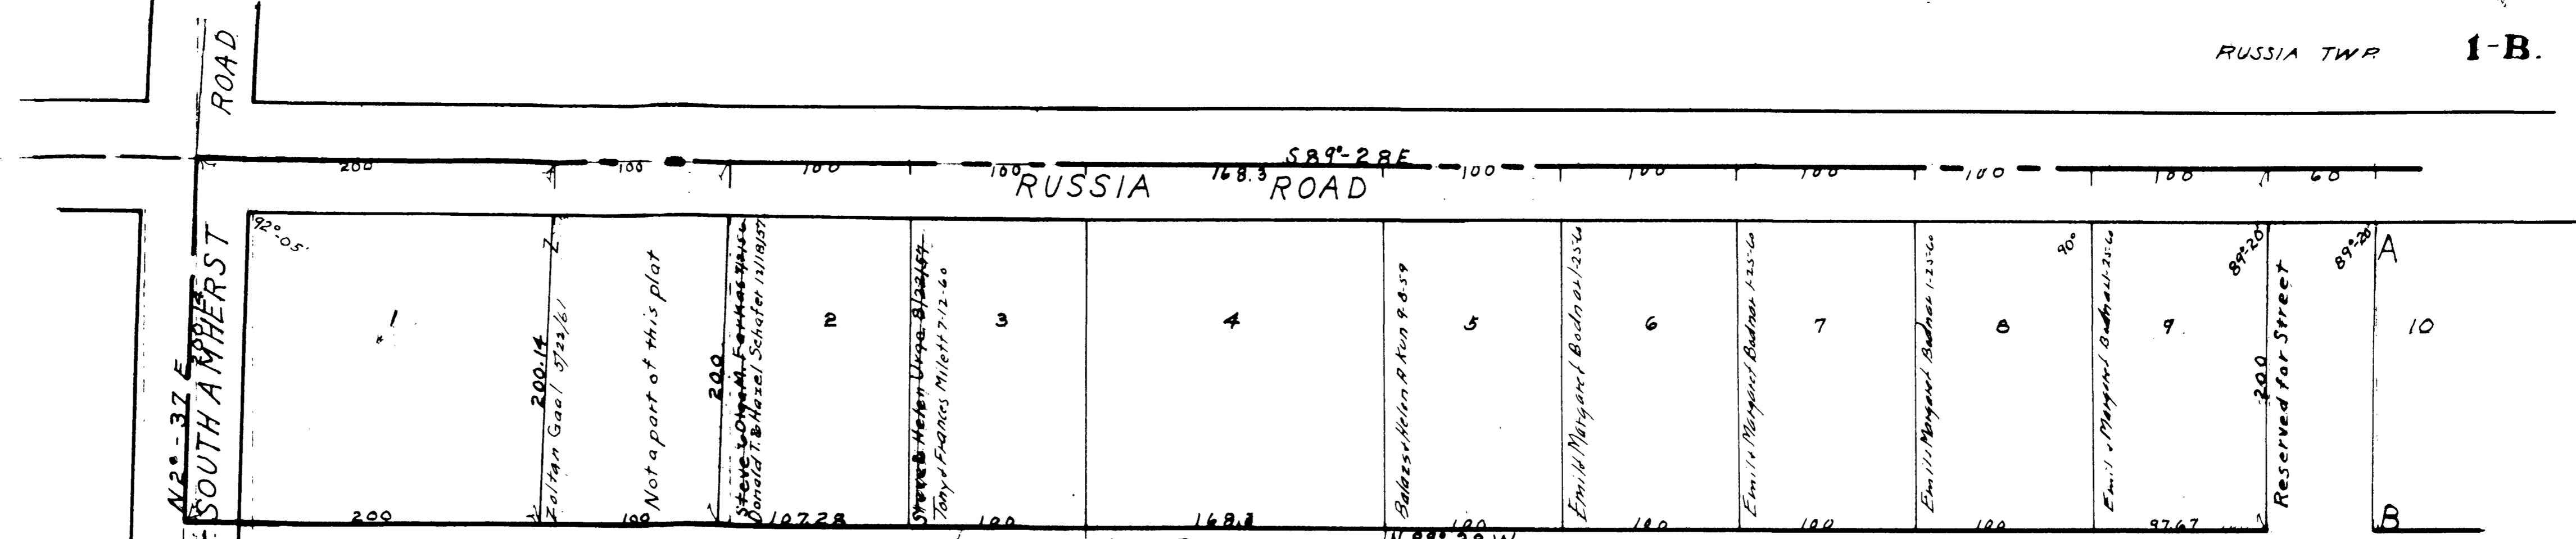 RUSSIA TWP.
1-B.
ROAD
S89°-28E
200
100
100
100
168.3
100
100
100
100
100
60
RUSSIA ROAD
92°-05'
90°
89°-20'
89°-20'
A
N2°-37 E
200.14
SOUTH AMHERST
1
200.14
Zoltan Gaal 5/22/61
Not a part of this plat
200
Donald T. & Hazel Schafer 12/18/57
2
Tony & Frances Milett 7-12-60
3
4
Balazs & Helen A Kun 9-8-59
5
Emil & Margaret Bodnar 1-25-60
6
Emil & Margaret Bodnar 1-25-60
7
Emil & Margaret Bodnar 1-25-60
8
Emil & Margaret Bodnar 1-25-60
9
200
Reserved for Street
10
200
100
107.28
100
168.3
100
100
100
100
97.67
B